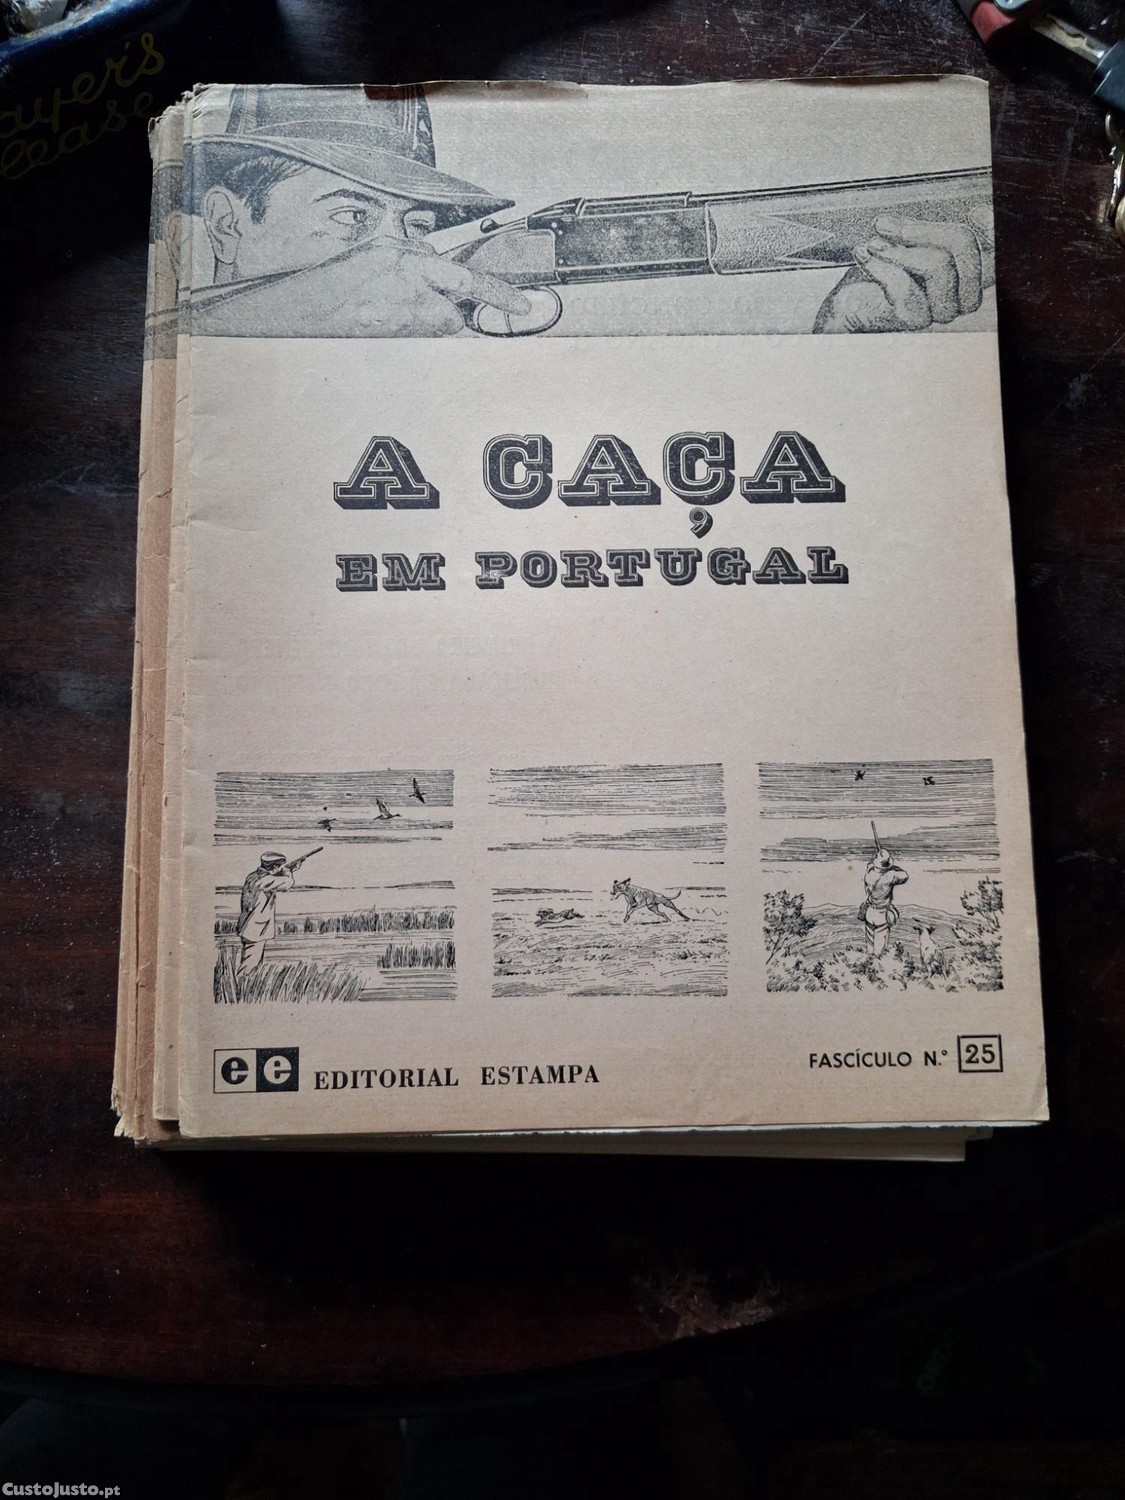 A CAÇA
EM PORTUGAL
ee EDITORIAL ESTAMPA
FASCÍCULO N.º 25
CustoJusto.pt